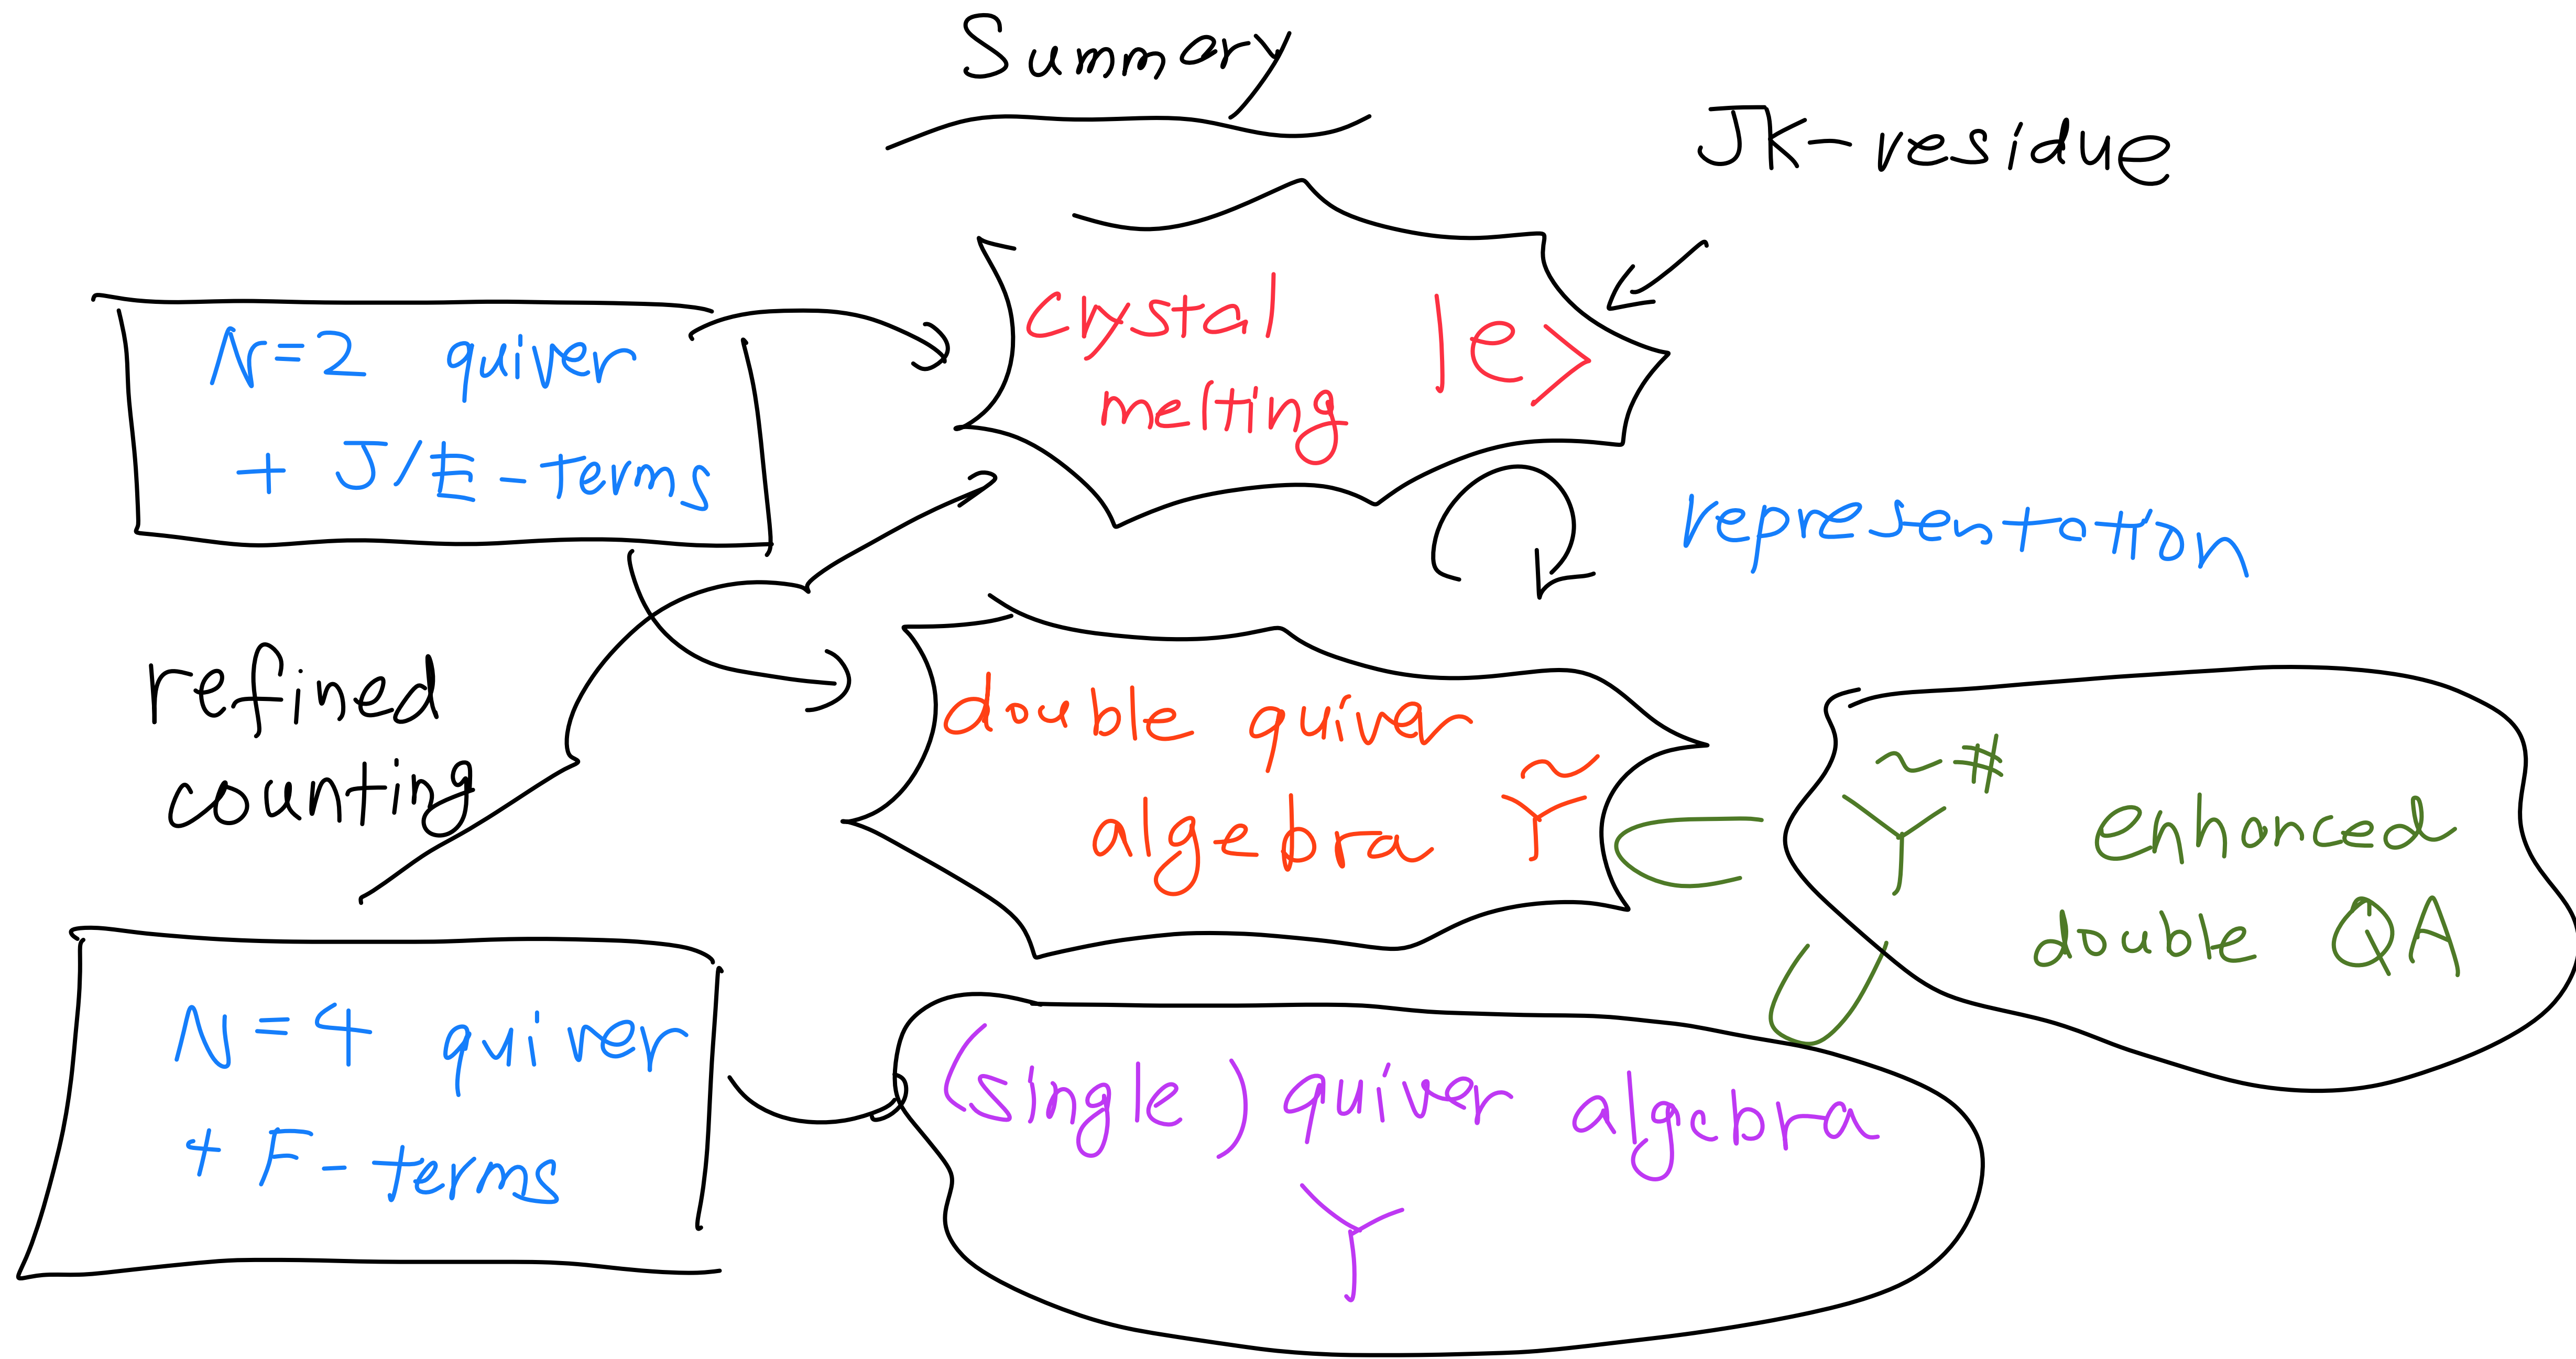 Summary
JK-residue
N=2 quiver
+ J/E-terms
crystal
melting
|e>
representation
refined
counting
double quiver
algebra Ỹ
Ỹ#
enhanced
double QA
⊂
∪
N=4 quiver
+ F-terms
(single) quiver algebra
Y